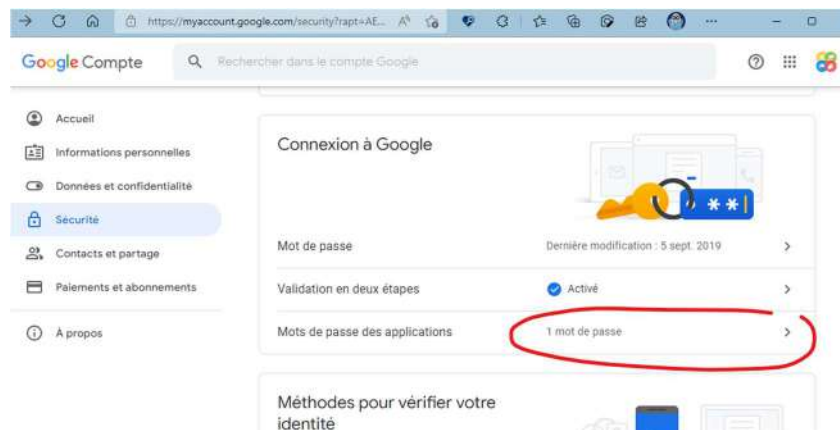 https://myaccount.google.com/security?rapt=AE...
Google Compte
Rechercher dans le compte Google
Accueil
Informations personnelles
Données et confidentialité
Sécurité
Contacts et partage
Paiements et abonnements
À propos
Connexion à Google
**
Mot de passe
Dernière modification : 5 sept. 2019
Validation en deux étapes
Activé
Mots de passe des applications
1 mot de passe
Méthodes pour vérifier votre
identité